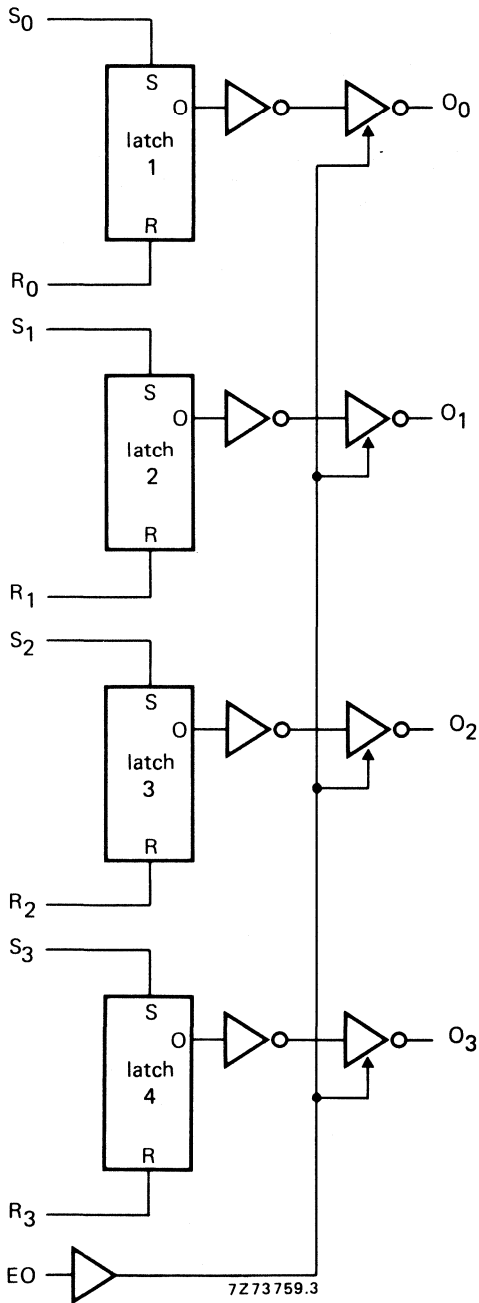 S0
S
O
O0
latch
1
R
R0
S1
S
O
O1
latch
2
R
R1
S2
S
O
O2
latch
3
R
R2
S3
S
O
O3
latch
4
R
R3
EO
7Z73759.3